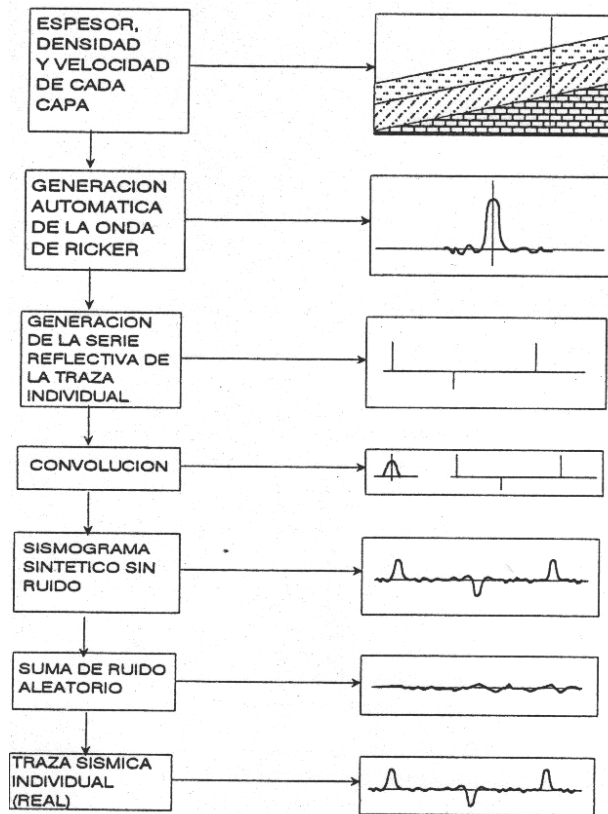 ESPESOR,
DENSIDAD
Y VELOCIDAD
DE CADA
CAPA
GENERACION
AUTOMATICA
DE LA ONDA
DE RICKER
GENERACION
DE LA SERIE
REFLECTIVA DE
LA TRAZA
INDIVIDUAL
CONVOLUCION
SISMOGRAMA
SINTETICO SIN
RUIDO
SUMA DE RUIDO
ALEATORIO
TRAZA SISMICA
INDIVIDUAL
(REAL)